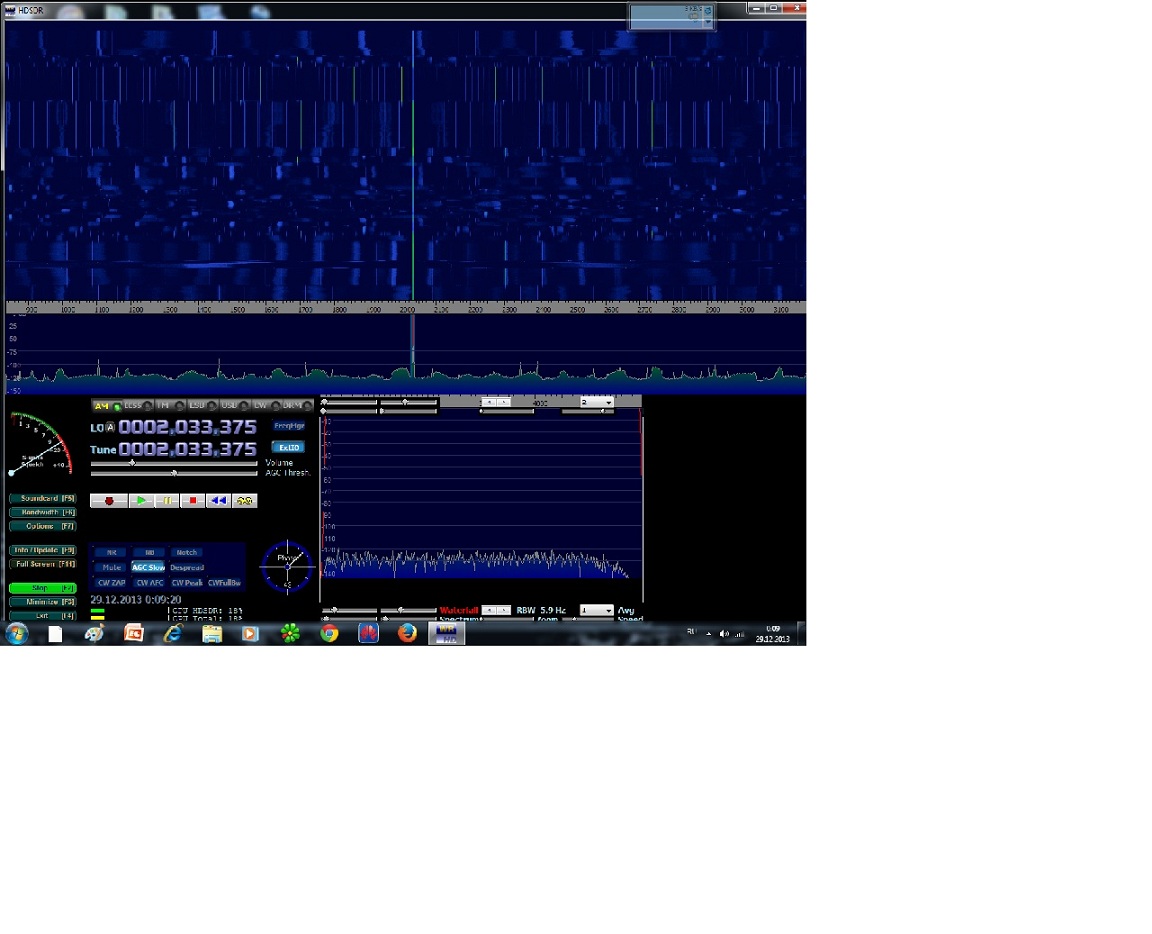 HDSDR
900 1000 1100 1200 1300 1400 1500 1600 1700 1800 1900 2000 2100 2200 2300 2400 2500 2600 2700 2800 2900 3000 3100
-25
-50
-75
AM ECSS FM LSB USB CW DRM
LO A 0002,033,375 FreqMgr
Tune 0002,033,375 ExtIO
Volume
AGC Thresh.
Soundcard [F5]
Bandwidth [F6]
Options [F7]
Info / Update [F9]
Full Screen [F11]
Stop [F2]
Minimize [F3]
Exit [F4]
NR NB Notch
Mute AGC Slow Despread
CW ZAP CW AFC CW Peak CWFullBw
29.12.2013 0:09:20
CPU HDSDR: 18%
CPU Total: 18%
Waterfall RBW 5.9 Hz 1 Avg
Spectrum Zoom Speed
RU 0:09
29.12.2013